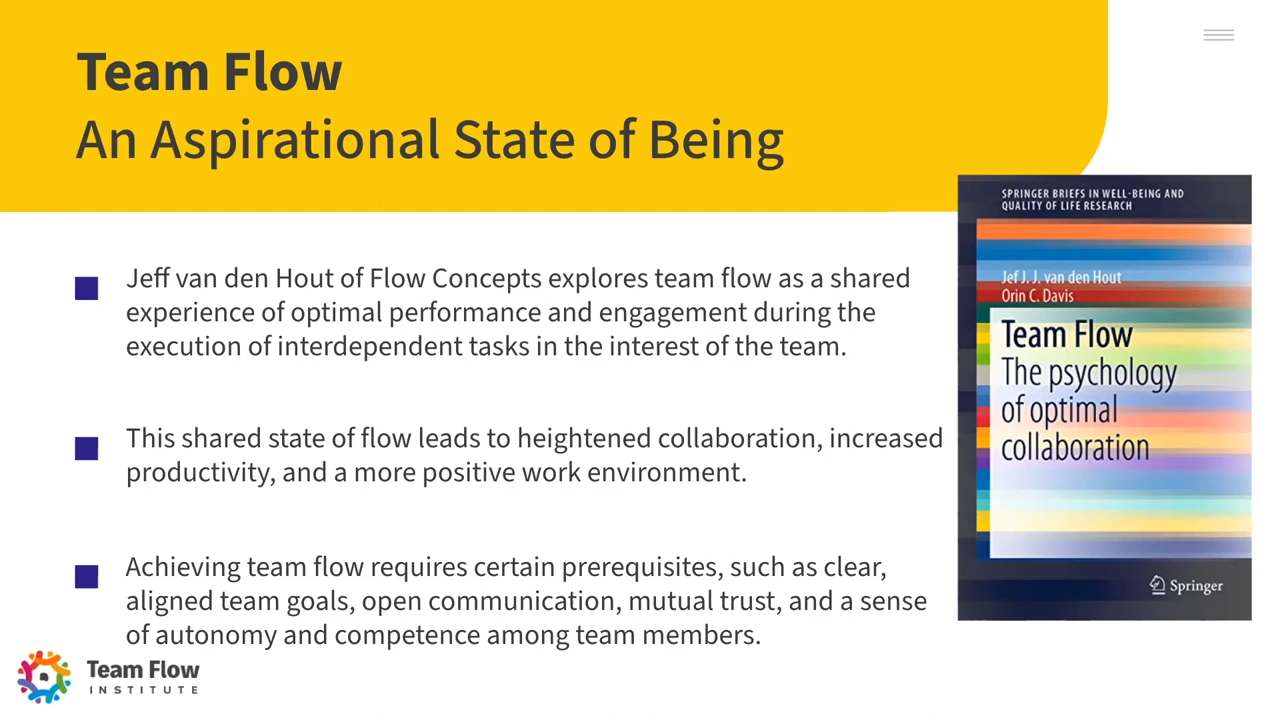 Team Flow
An Aspirational State of Being
Jeff van den Hout of Flow Concepts explores team flow as a shared
experience of optimal performance and engagement during the
execution of interdependent tasks in the interest of the team.
This shared state of flow leads to heightened collaboration, increased
productivity, and a more positive work environment.
Achieving team flow requires certain prerequisites, such as clear,
aligned team goals, open communication, mutual trust, and a sense
of autonomy and competence among team members.
SPRINGER BRIEFS IN WELL-BEING AND
QUALITY OF LIFE RESEARCH
Jef J. J. van den Hout
Orin C. Davis
Team Flow
The psychology
of optimal
collaboration
Springer
Team Flow
INSTITUTE